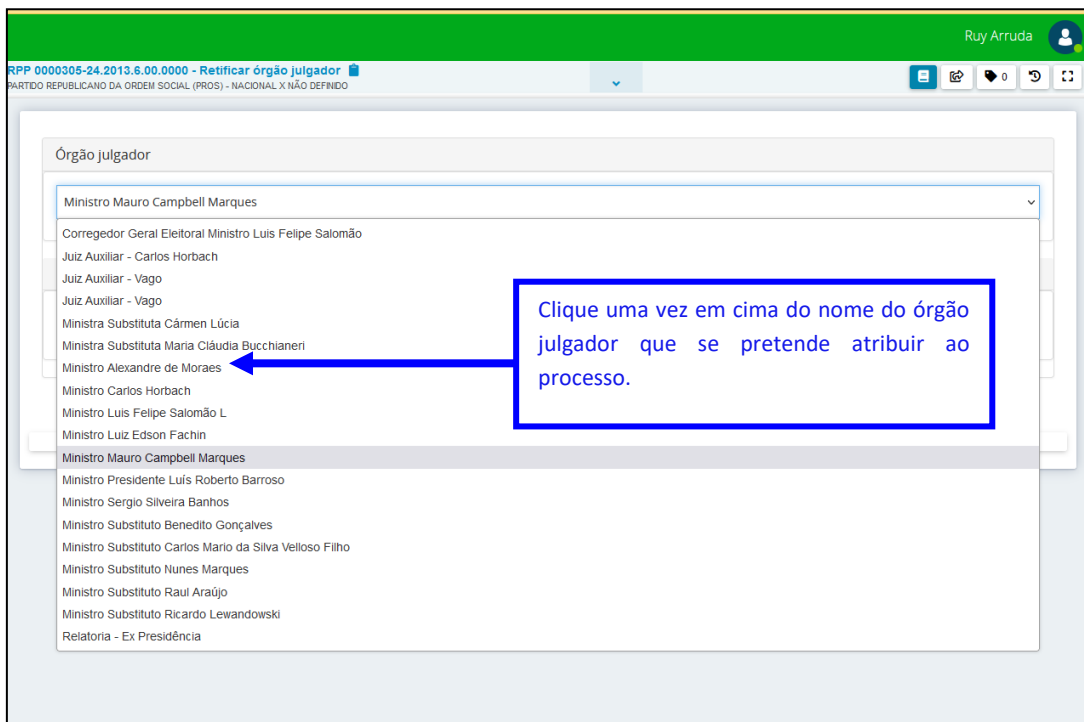 Ruy Arruda
RPP 0000305-24.2013.6.00.0000 - Retificar órgão julgador
PARTIDO REPUBLICANO DA ORDEM SOCIAL (PROS) - NACIONAL X NÃO DEFINIDO
0
Órgão julgador
Ministro Mauro Campbell Marques
Corregedor Geral Eleitoral Ministro Luis Felipe Salomão
Juiz Auxiliar - Carlos Horbach
Juiz Auxiliar - Vago
Juiz Auxiliar - Vago
Ministra Substituta Cármen Lúcia
Ministra Substituta Maria Cláudia Bucchianeri
Ministro Alexandre de Moraes
Ministro Carlos Horbach
Ministro Luis Felipe Salomão L
Ministro Luiz Edson Fachin
Ministro Mauro Campbell Marques
Ministro Presidente Luís Roberto Barroso
Ministro Sergio Silveira Banhos
Ministro Substituto Benedito Gonçalves
Ministro Substituto Carlos Mario da Silva Velloso Filho
Ministro Substituto Nunes Marques
Ministro Substituto Raul Araújo
Ministro Substituto Ricardo Lewandowski
Relatoria - Ex Presidência
Clique uma vez em cima do nome do órgão
julgador que se pretende atribuir ao
processo.